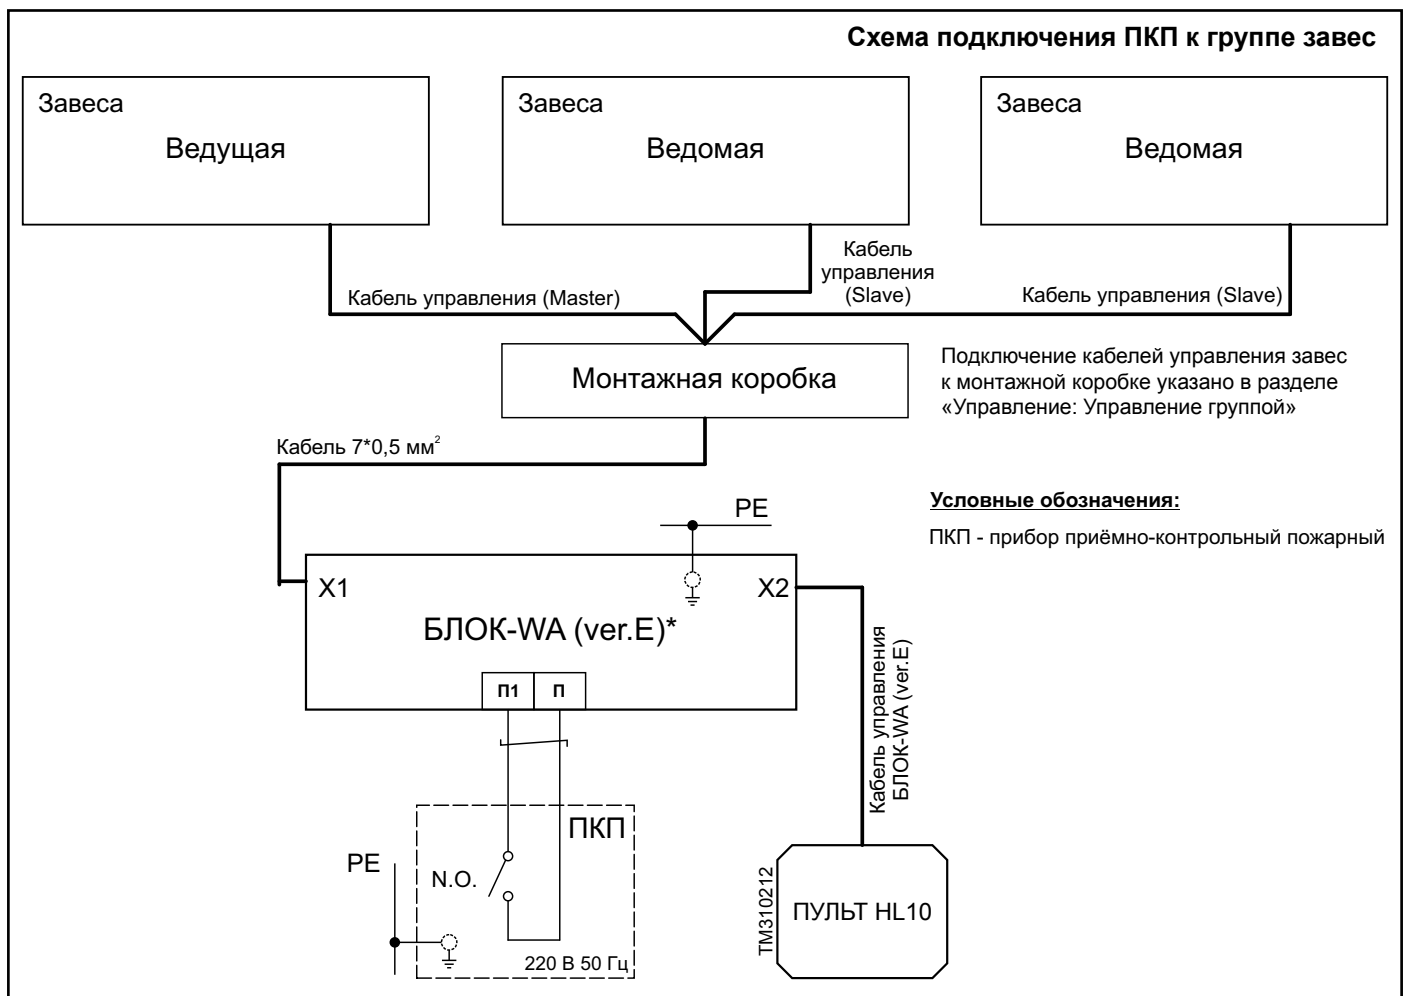 Схема подключения ПКП к группе завес
Завеса
Ведущая
Завеса
Ведомая
Завеса
Ведомая
Кабель управления (Master)
Кабель
управления
(Slave)
Кабель управления (Slave)
Монтажная коробка
Подключение кабелей управления завес
к монтажной коробке указано в разделе
«Управление: Управление группой»
Кабель 7*0,5 мм²
Условные обозначения:
ПКП - прибор приёмно-контрольный пожарный
PE
X1
X2
БЛОК-WA (ver.E)*
П1
П
Кабель управления
БЛОК-WA (ver.E)
ПКП
PE
N.O.
220 В 50 Гц
TM310212
ПУЛЬТ HL10